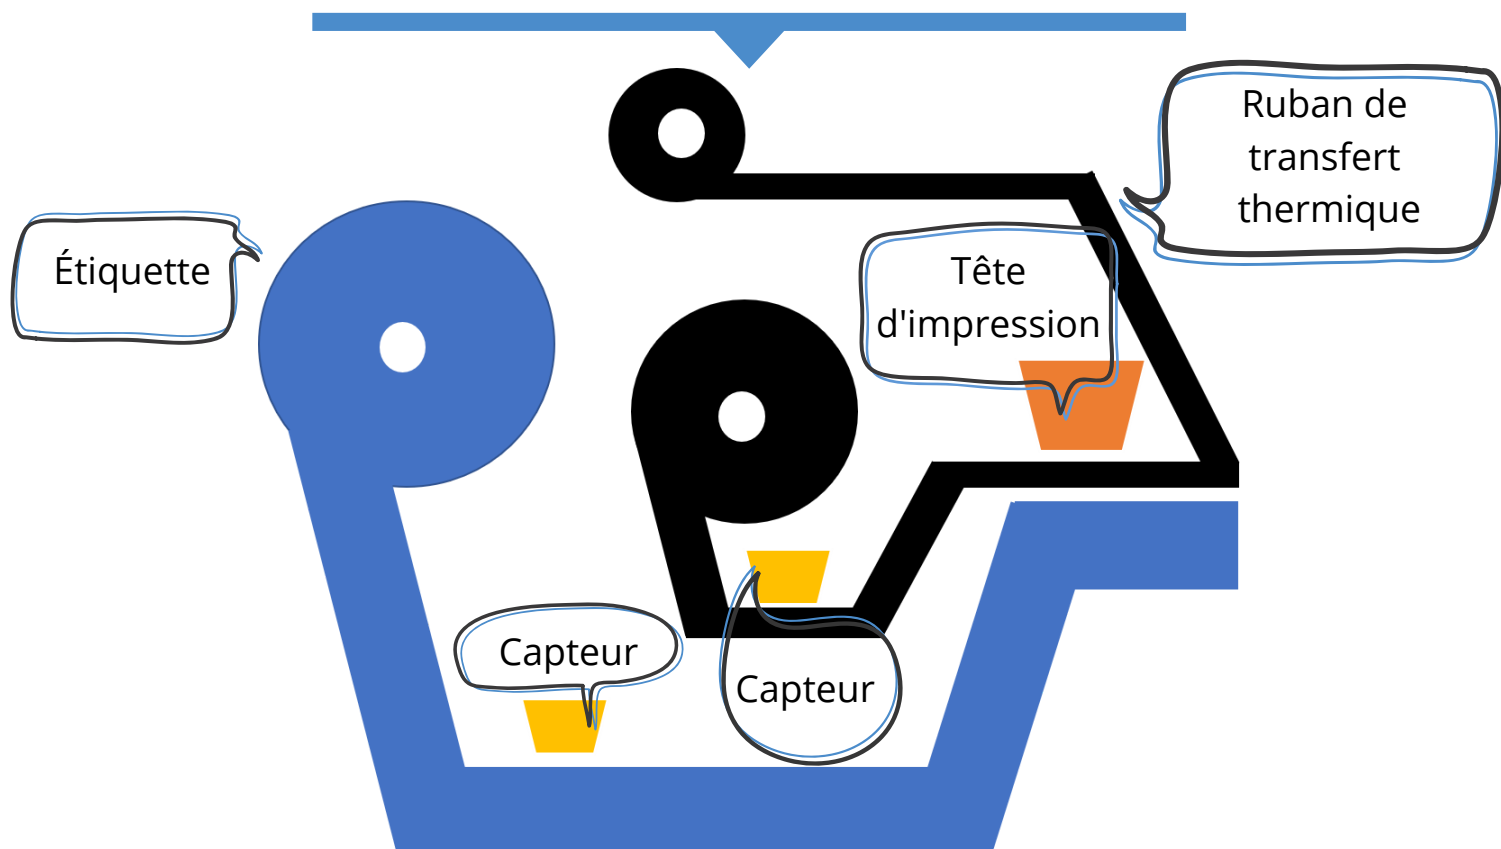 Ruban de
transfert
thermique
Étiquette
Tête
d'impression
Capteur
Capteur